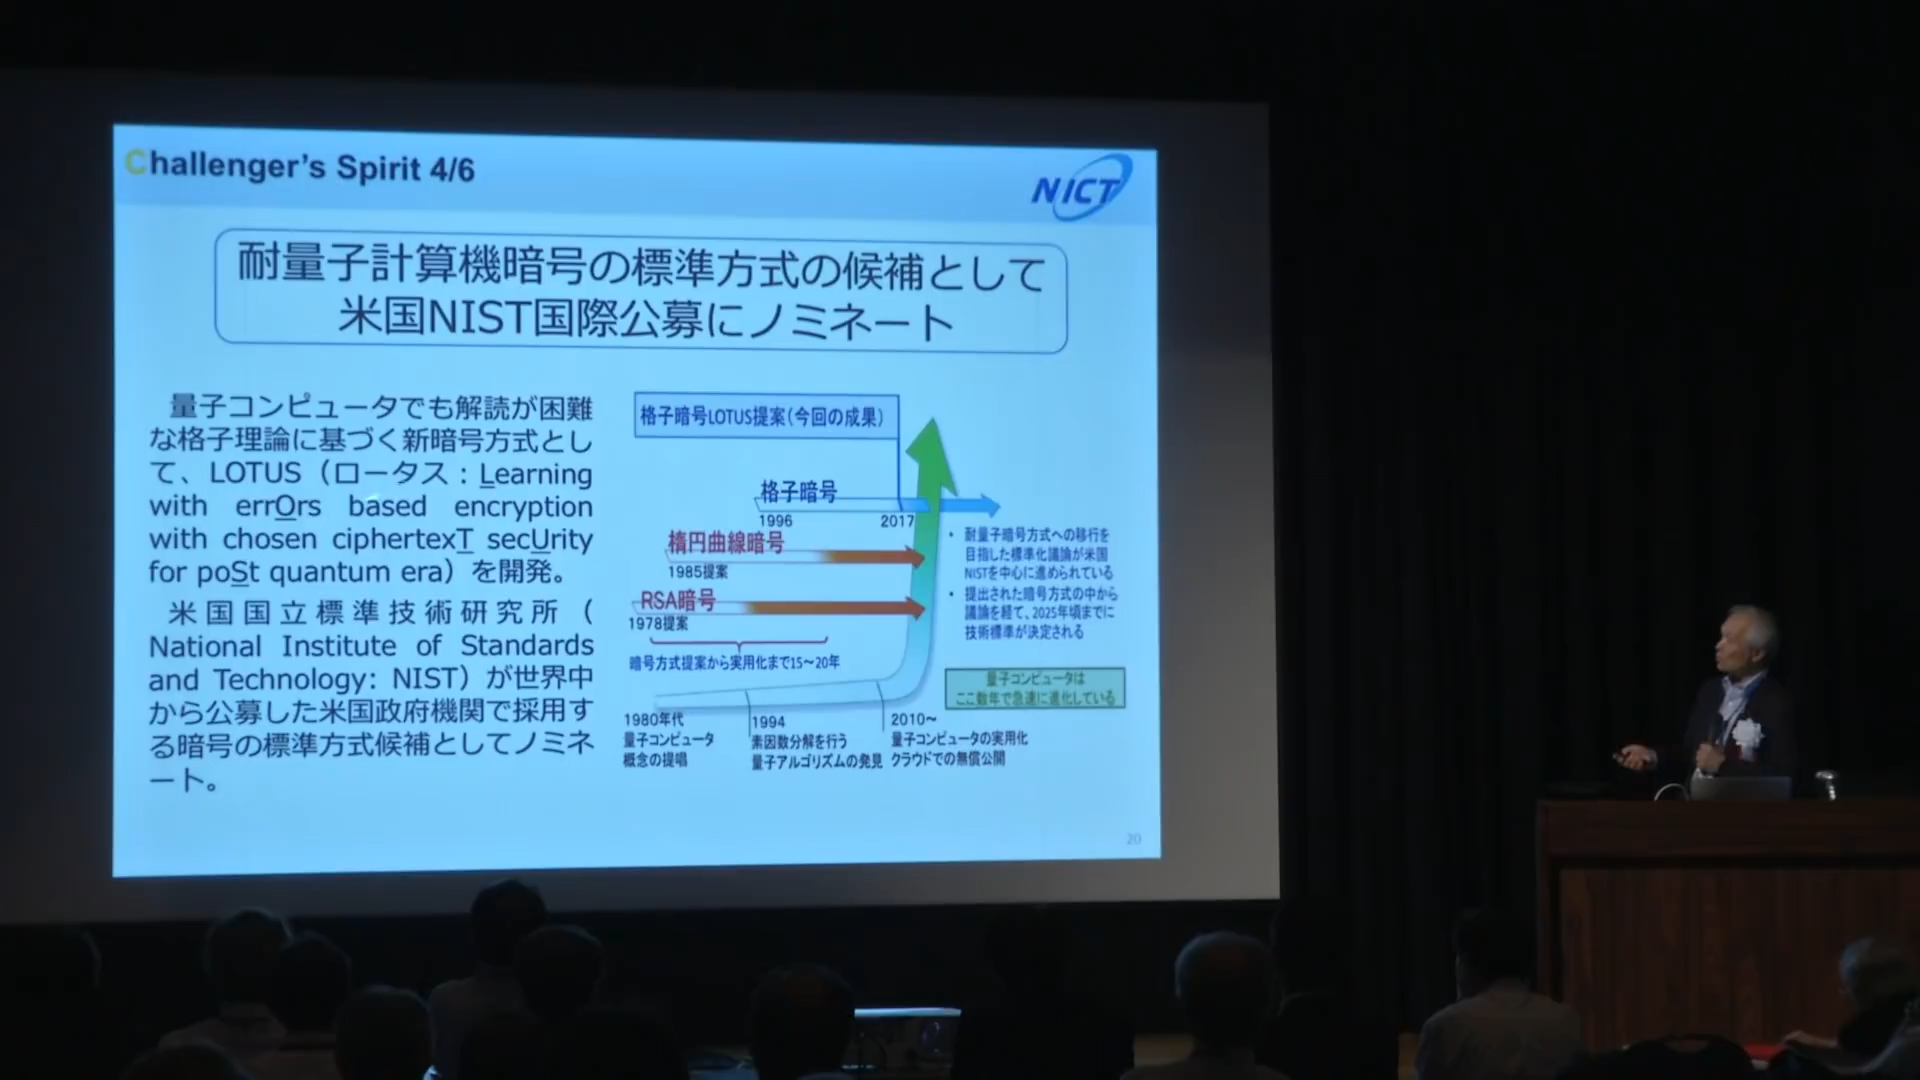 Challenger's Spirit 4/6
NICT
耐量子計算機暗号の標準方式の候補として
米国NIST国際公募にノミネート
量子コンピュータでも解読が困難
な格子理論に基づく新暗号方式とし
て、LOTUS（ロータス：Learning
with errOrs based encryption
with chosen ciphertexT secUrity
for poSt quantum era）を開発。
米国国立標準技術研究所（
National Institute of Standards
and Technology: NIST）が世界中
から公募した米国政府機関で採用す
る暗号の標準方式候補としてノミネ
ート。
格子暗号LOTUS提案（今回の成果）
格子暗号
1996
2017
楕円曲線暗号
1985提案
RSA暗号
1978提案
暗号方式提案から実用化まで15～20年
• 耐量子暗号方式への移行を
目指した標準化議論が米国
NISTを中心に進められている
• 提出された暗号方式の中から
議論を経て、2025年頃までに
技術標準が決定される
量子コンピュータは
ここ数年で急速に進化している
1980年代
量子コンピュータ
概念の提唱
1994
素因数分解を行う
量子アルゴリズムの発見
2010～
量子コンピュータの実用化
クラウドでの無償公開
20